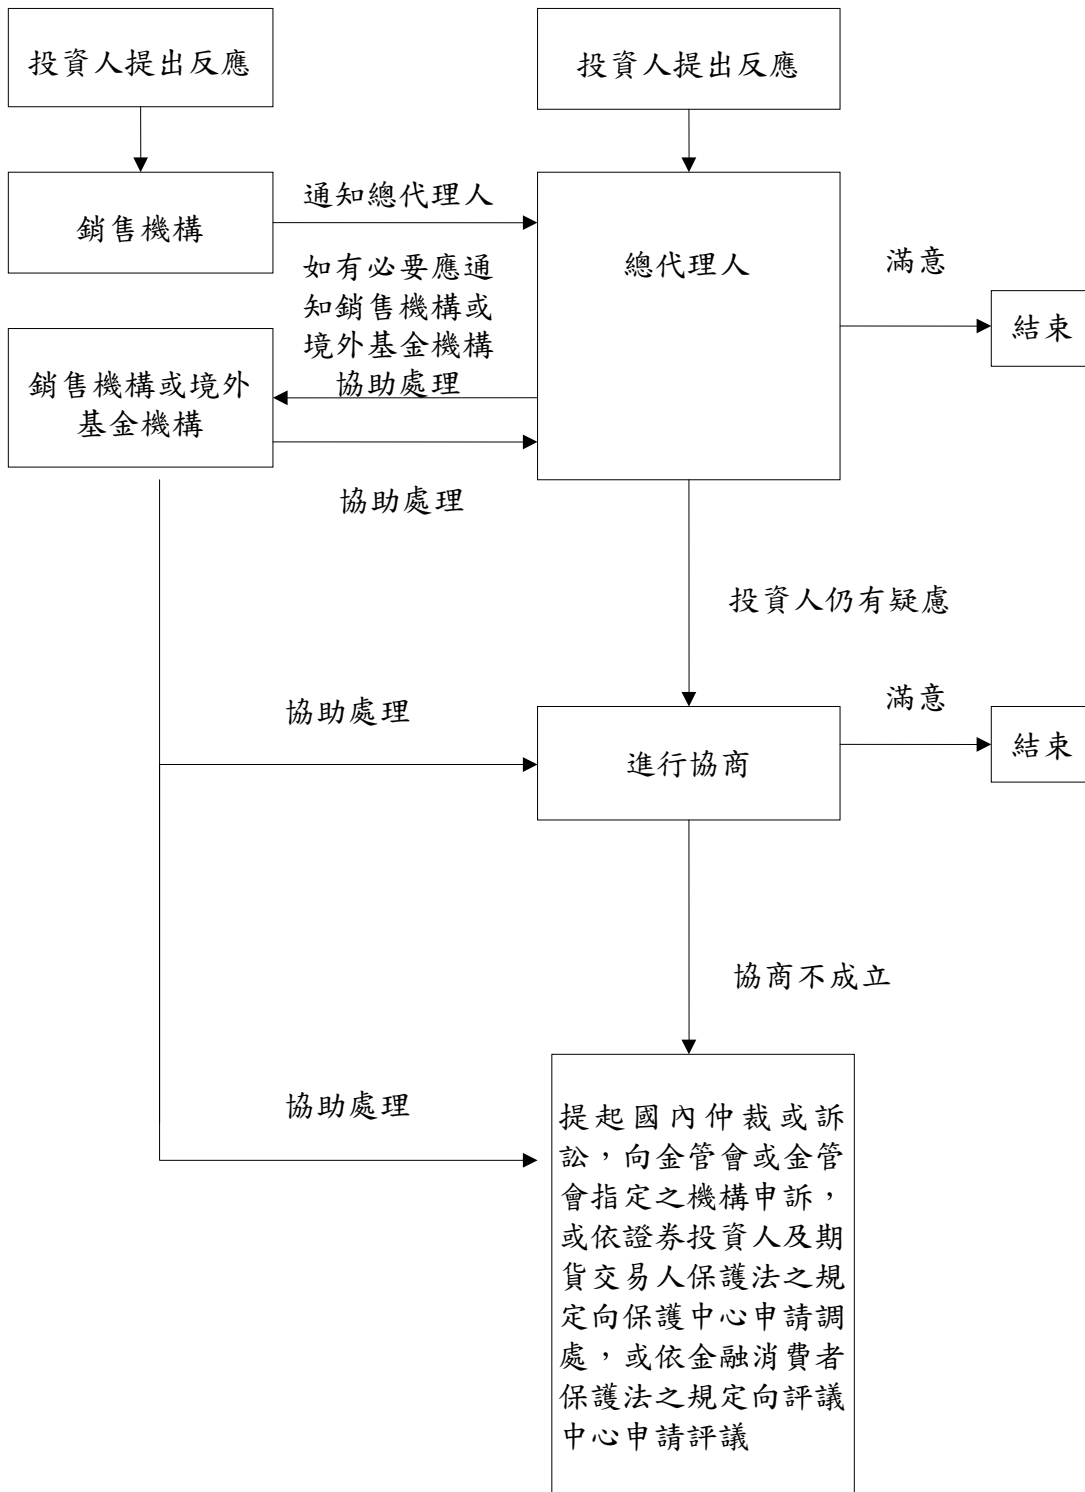 投資人提出反應
投資人提出反應
銷售機構
通知總代理人
總代理人
滿意
結束
如有必要應通
知銷售機構或
境外基金機構
協助處理
銷售機構或境外
基金機構
協助處理
投資人仍有疑慮
協助處理
進行協商
滿意
結束
協商不成立
協助處理
提起國內仲裁或訴
訟，向金管會或金管
會指定之機構申訴，
或依證券投資人及期
貨交易人保護法之規
定向保護中心申請調
處，或依金融消費者
保護法之規定向評議
中心申請評議